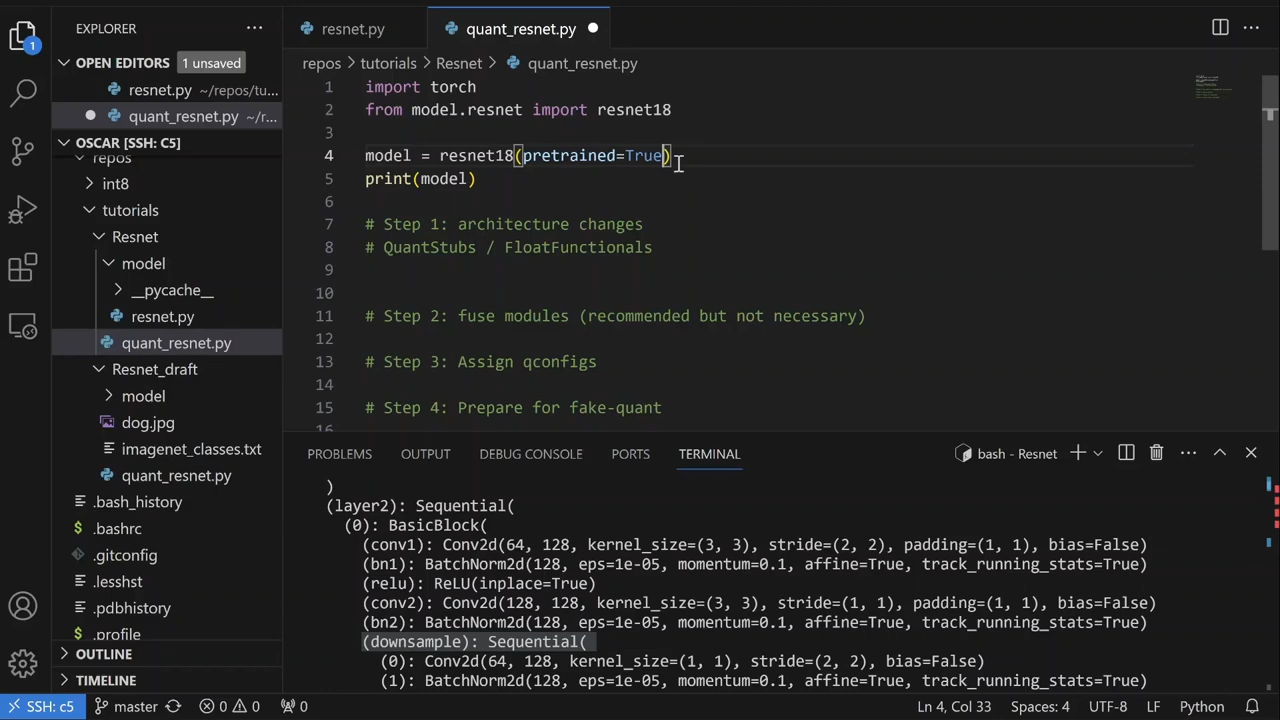 EXPLORER
OPEN EDITORS 1 unsaved
resnet.py ~/repos/tu...
quant_resnet.py ~/r...
OSCAR [SSH: C5]
repos
int8
tutorials
Resnet
model
__pycache__
resnet.py
quant_resnet.py
Resnet_draft
model
dog.jpg
imagenet_classes.txt
quant_resnet.py
.bash_history
$ .bashrc
.gitconfig
.lesshst
.pdbhistory
$ .profile
OUTLINE
TIMELINE
1
resnet.py quant_resnet.py
repos > tutorials > Resnet > quant_resnet.py
1 import torch
2 from model.resnet import resnet18
3
4 model = resnet18(pretrained=True)
5 print(model)
6
7 # Step 1: architecture changes
8 # QuantStubs / FloatFunctionals
9
10
11 # Step 2: fuse modules (recommended but not necessary)
12
13 # Step 3: Assign qconfigs
14
15 # Step 4: Prepare for fake-quant
16
PROBLEMS OUTPUT DEBUG CONSOLE PORTS TERMINAL bash - Resnet
)
(layer2): Sequential(
(0): BasicBlock(
(conv1): Conv2d(64, 128, kernel_size=(3, 3), stride=(2, 2), padding=(1, 1), bias=False)
(bn1): BatchNorm2d(128, eps=1e-05, momentum=0.1, affine=True, track_running_stats=True)
(relu): ReLU(inplace=True)
(conv2): Conv2d(128, 128, kernel_size=(3, 3), stride=(1, 1), padding=(1, 1), bias=False)
(bn2): BatchNorm2d(128, eps=1e-05, momentum=0.1, affine=True, track_running_stats=True)
(downsample): Sequential(
(0): Conv2d(64, 128, kernel_size=(1, 1), stride=(2, 2), bias=False)
(1): BatchNorm2d(128, eps=1e-05, momentum=0.1, affine=True, track_running_stats=True)
SSH: c5 master 0 0 0 Ln 4, Col 33 Spaces: 4 UTF-8 LF Python